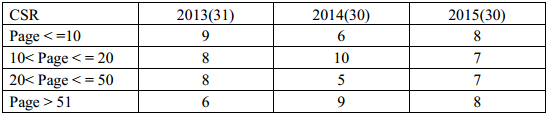 CSR 2013(31) 2014(30) 2015(30)
Page < =10 9 6 8
10< Page < = 20 8 10 7
20< Page < = 50 8 5 7
Page > 51 6 9 8